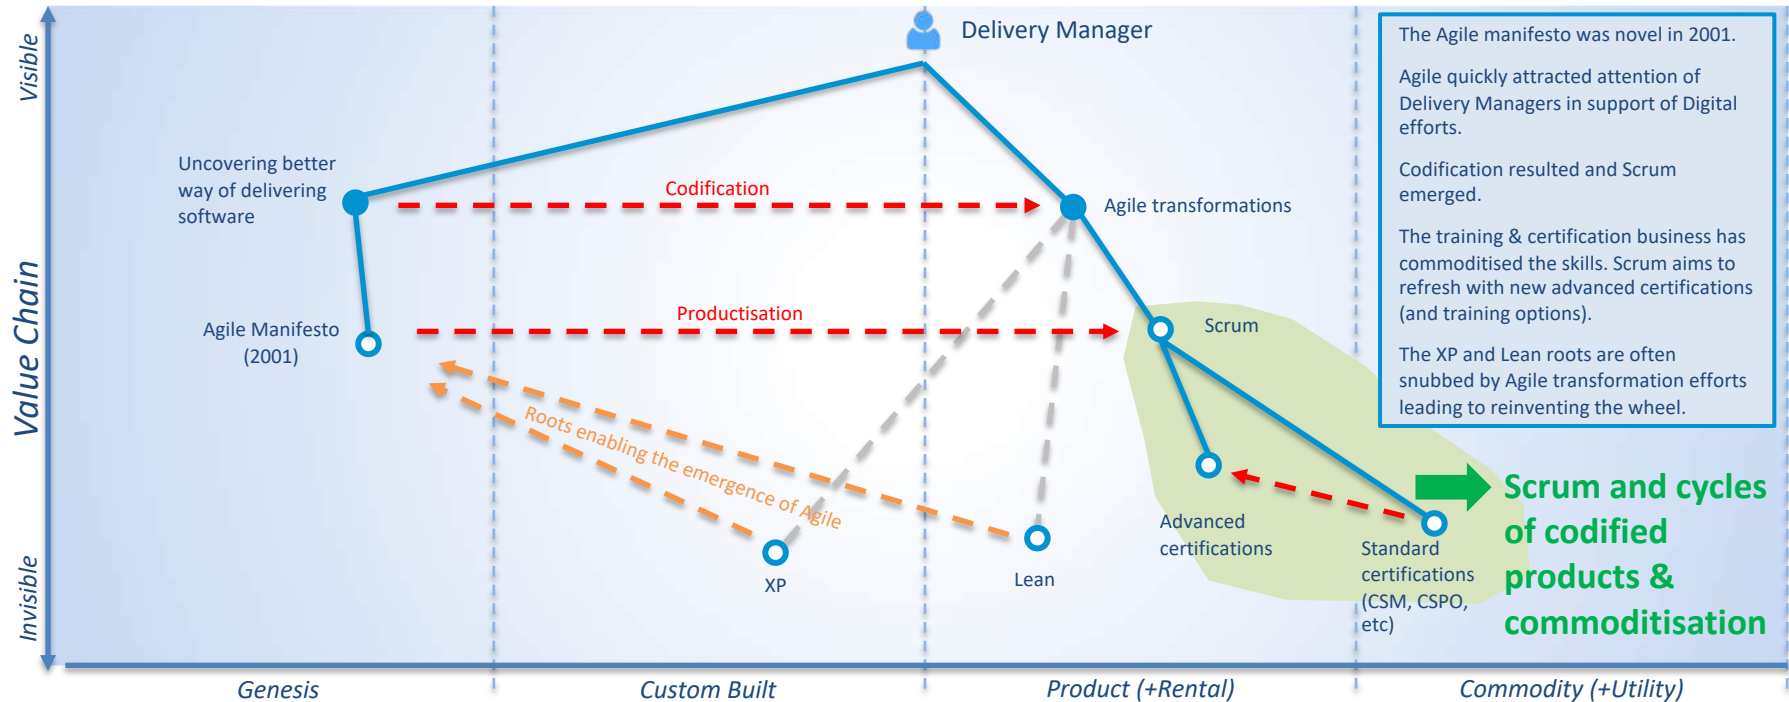 Visible
Value Chain
Invisible
Delivery Manager
Uncovering better
way of delivering
software
Codification
Agile transformations
Agile Manifesto
(2001)
Productisation
Scrum
Roots enabling the emergence of Agile
XP
Lean
Advanced
certifications
Standard
certifications
(CSM, CSPO,
etc)
The Agile manifesto was novel in 2001.
Agile quickly attracted attention of
Delivery Managers in support of Digital
efforts.
Codification resulted and Scrum
emerged.
The training & certification business has
commoditised the skills. Scrum aims to
refresh with new advanced certifications
(and training options).
The XP and Lean roots are often
snubbed by Agile transformation efforts
leading to reinventing the wheel.
Scrum and cycles
of codified
products &
commoditisation
Genesis
Custom Built
Product (+Rental)
Commodity (+Utility)